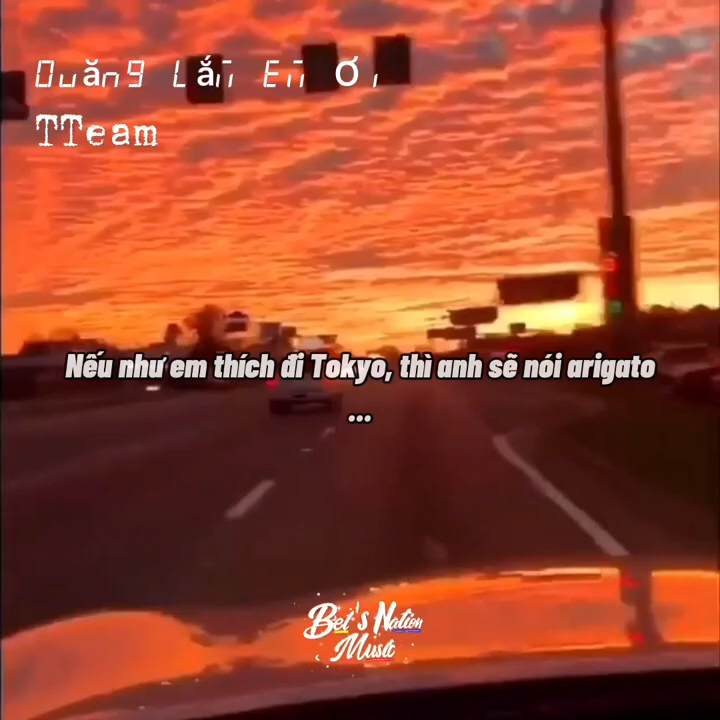 Quăng Lắm Em Ơi
TTeam
Nếu như em thích đi Tokyo, thì anh sẽ nói arigato
...
Bet's Nation
Music